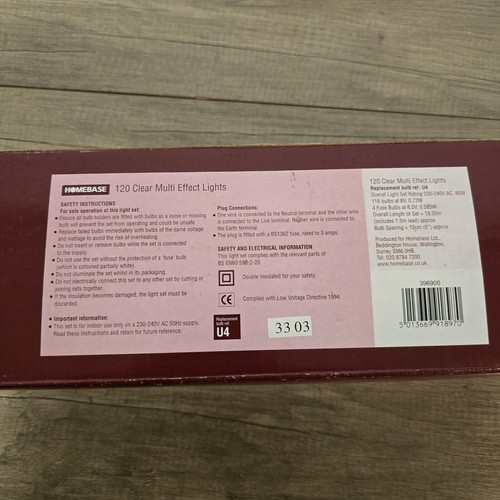 HOMEBASE 120 Clear Multi Effect Lights
SAFETY INSTRUCTIONS
For safe operation of this light set:
• Ensure all bulb holders are fitted with bulbs as a loose or missing
bulb will prevent the set from operating and could be unsafe.
• Replace failed bulbs immediately with bulbs of the same voltage
and wattage to avoid the risk of overheating.
• Do not insert or remove bulbs while the set is connected
to the supply.
• Do not use the set without the protection of a 'fuse' bulb
(which is coloured partially white).
• Do not illuminate the set whilst in its packaging.
• Do not electrically connect this set to any other set by cutting or
joining sets together.
• If the insulation becomes damaged, the light set must be
discarded.
• Important information:
• This set is for indoor use only on a 230-240V AC 50Hz supply.
Read these instructions and retain for future reference.
Plug Connections:
• One wire is connected to the Neutral terminal and the other wire
is connected to the Live terminal. Neither wire is connected to
the Earth terminal
• The plug is fitted with a BS1362 fuse, rated to 3 amps.
SAFETY AND ELECTRICAL INFORMATION
This light set complies with the relevant parts of
BS EN60 598-2-20
Double Insulated for your safety.
CE Complies with Low Voltage Directive 1994.
Replacement
bulb ref.
U4
33 03
120 Clear Multi Effect Lights
Replacement bulb ref. U4
Overall Light Set Rating 230-240V AC,
116 bulbs at 6V, 0.72W
4 Fuse Bulbs at 6.5V, 0.585W
Overall Length of Set = 19.35m
(includes 1.5m lead) approx
Bulb Spacing = 15cm (6") approx
Produced for Homebase Ltd.,
Beddington House, Wallington,
Surrey SM6 0HB
Tel: 020 8784 7200
www.homebase.co.uk
396900
5 013669 918970